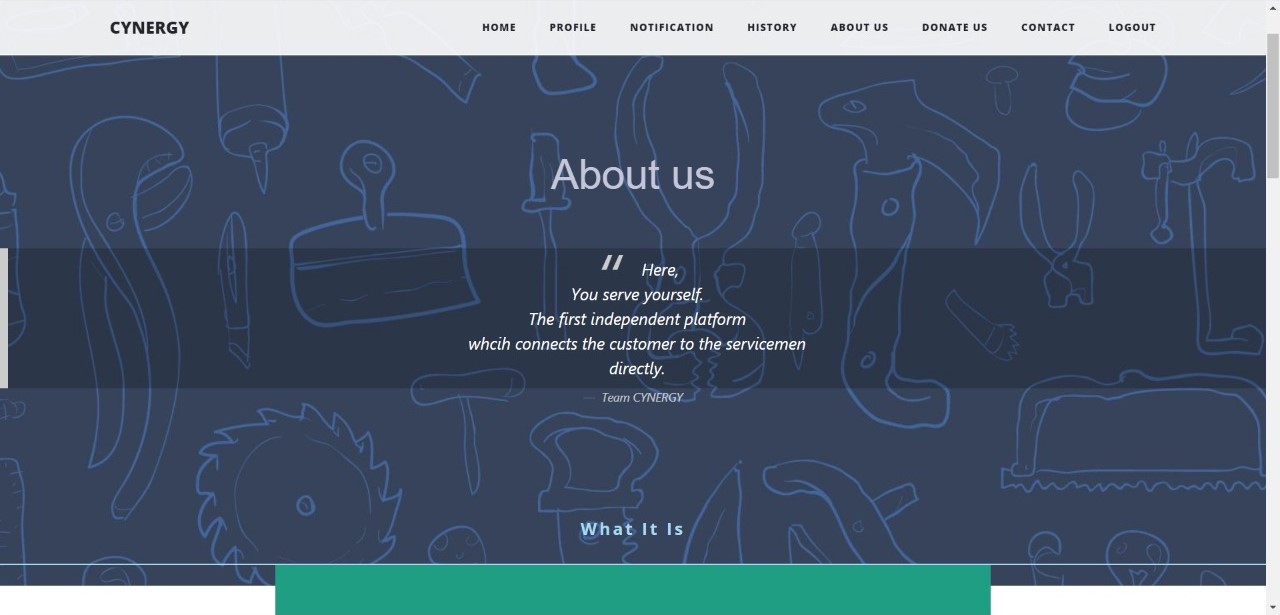 CYNERGY HOME PROFILE NOTIFICATION HISTORY ABOUT US DONATE US CONTACT LOGOUT
About us
“ Here,
You serve yourself.
The first independent platform
whcih connects the customer to the servicemen
directly.
— Team CYNERGY
What It Is